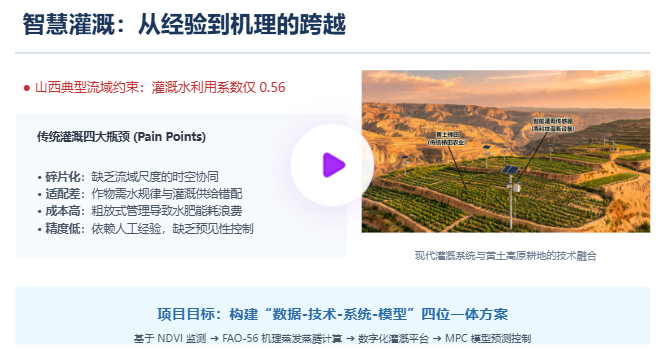 智慧灌溉：从经验到机理的跨越
● 山西典型流域约束：灌溉水利用系数仅 0.56
传统灌溉四大瓶颈 (Pain Points)
• 碎片化：缺乏流域尺度的时空协同
• 适配差：作物需水规律与灌溉供给错配
• 成本高：粗放式管理导致水肥能耗浪费
• 精度低：依赖人工经验，缺乏预见性控制
黄土梯田
(传统梯田农业)
智能灌溉传感器
(高科技灌溉设备)
现代灌溉系统与黄土高原耕地的技术融合
项目目标：构建“数据-技术-系统-模型”四位一体方案
基于 NDVI 监测 → FAO-56 机理蒸发蒸腾计算 → 数字化灌溉平台 → MPC 模型预测控制